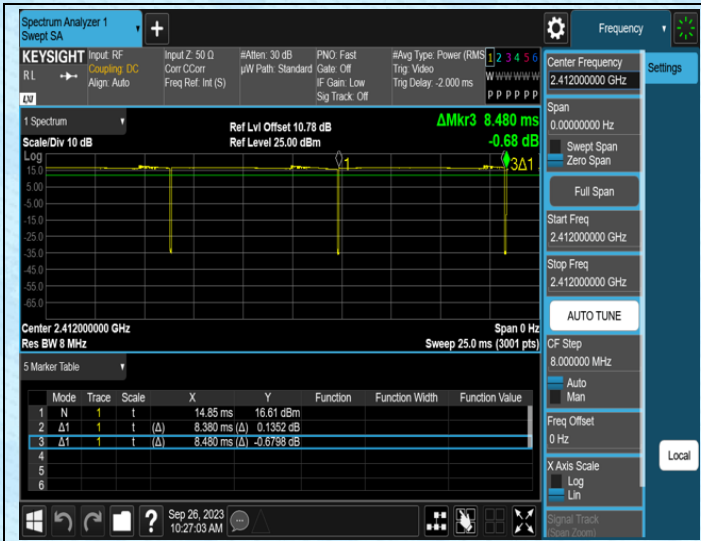 Spectrum Analyzer 1
Swept SA
Frequency
KEYSIGHT
RL
LXI
Input: RF
Coupling: DC
Align: Auto
Input Z: 50 Ω
Corr CCorr
Freq Ref: Int (S)
#Atten: 30 dB
µW Path: Standard
PNO: Fast
Gate: Off
IF Gain: Low
Sig Track: Off
#Avg Type: Power (RMS
Trig: Video
Trig Delay: -2.000 ms
1 2 3 4 5 6
W W W W W W
P P P P P P
1 Spectrum
Scale/Div 10 dB
Log
Ref Lvl Offset 10.78 dB
Ref Level 25.00 dBm
ΔMkr3 8.480 ms
-0.68 dB
15.0
5.00
-5.00
-15.0
-25.0
-35.0
-45.0
-55.0
-65.0
1
3Δ1
Center 2.412000000 GHz
Res BW 8 MHz
Span 0 Hz
Sweep 25.0 ms (3001 pts)
5 Marker Table
Mode Trace Scale X Y Function Function Width Function Value
1 N 1 t 14.85 ms 16.61 dBm
2 Δ1 1 t (Δ) 8.380 ms (Δ) 0.1352 dB
3 Δ1 1 t (Δ) 8.480 ms (Δ) -0.6798 dB
4
5
6
?
Sep 26, 2023
10:27:03 AM
Center Frequency
2.412000000 GHz
Span
0.00000000 Hz
Swept Span
Zero Span
Full Span
Start Freq
2.412000000 GHz
Stop Freq
2.412000000 GHz
AUTO TUNE
CF Step
8.000000 MHz
Auto
Man
Freq Offset
0 Hz
X Axis Scale
Log
Lin
Signal Track
(Span Zoom)
Settings
Local